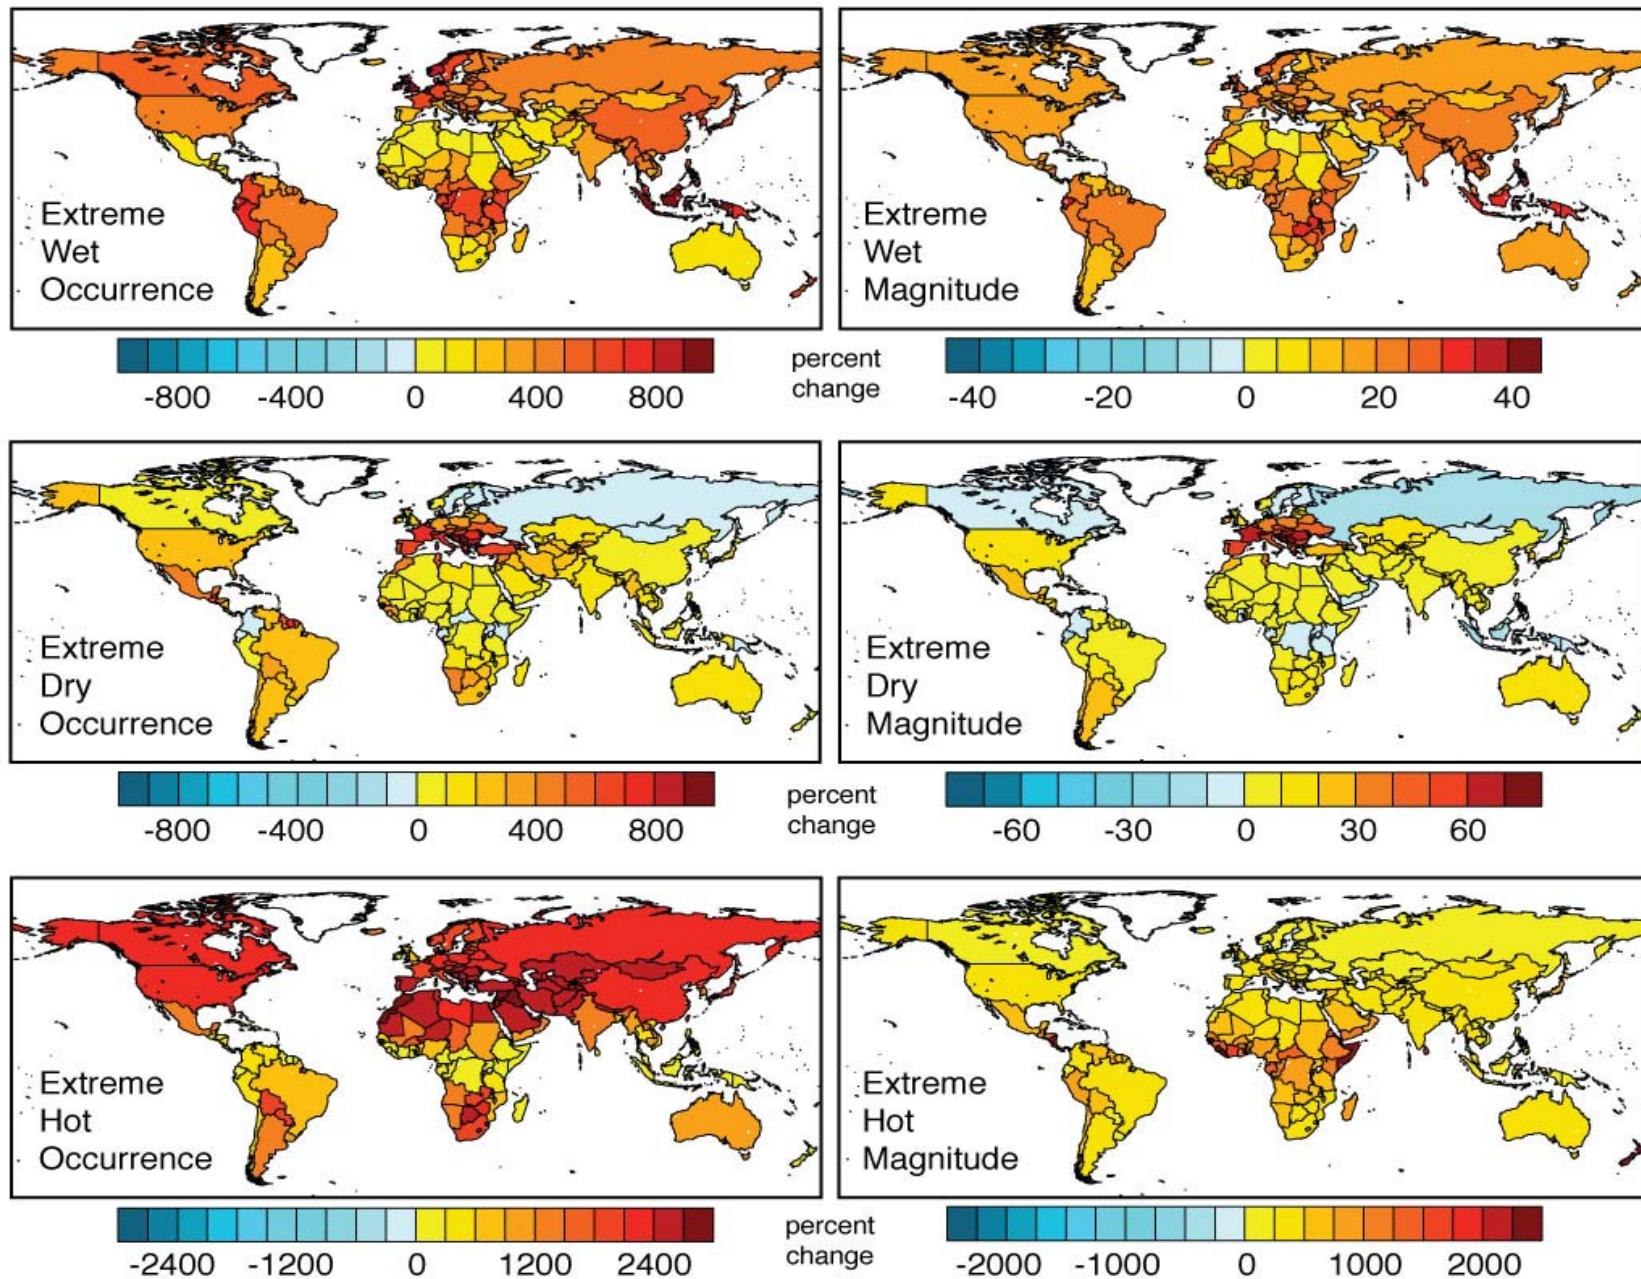 Extreme
Wet
Occurrence
Extreme
Wet
Magnitude
-800 -400 0 400 800
percent
change
-40 -20 0 20 40
Extreme
Dry
Occurrence
Extreme
Dry
Magnitude
-800 -400 0 400 800
percent
change
-60 -30 0 30 60
Extreme
Hot
Occurrence
Extreme
Hot
Magnitude
-2400 -1200 0 1200 2400
percent
change
-2000 -1000 0 1000 2000